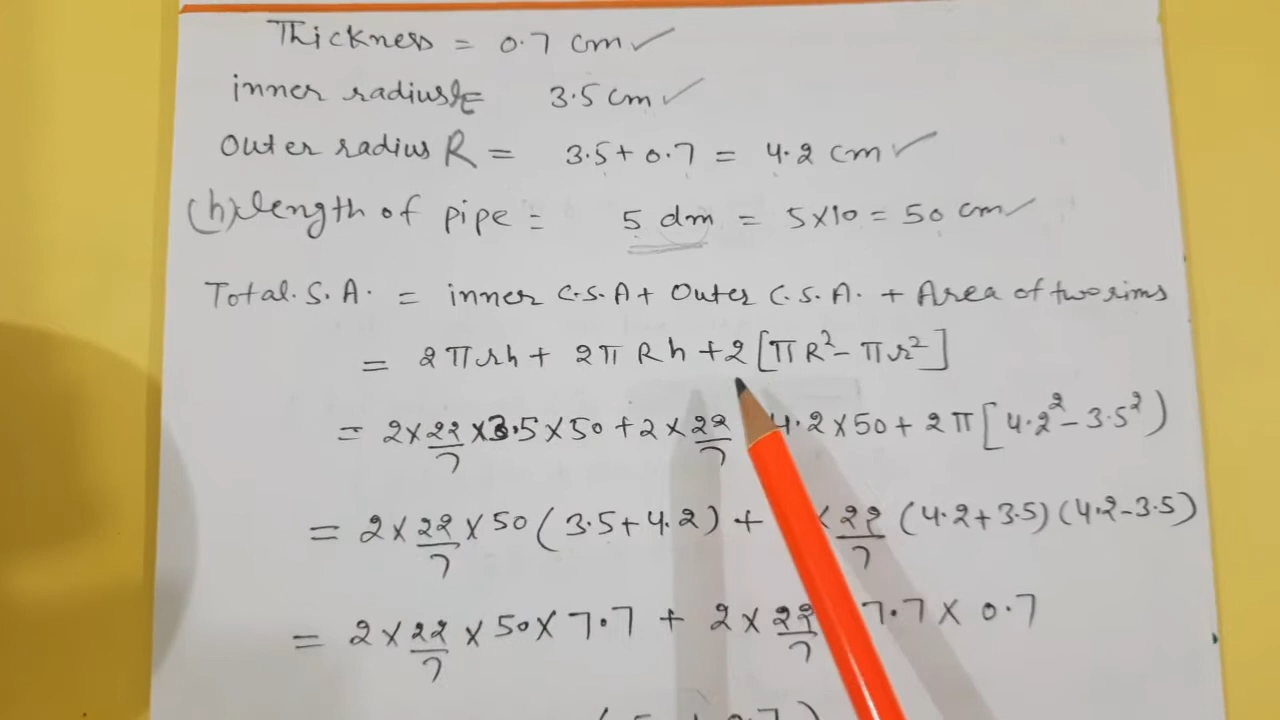 Thickness = 0.7 cm ✓
inner radius r = 3.5 cm ✓
Outer radius R = 3.5 + 0.7 = 4.2 cm ✓
(h) length of pipe = 5 dm = 5×10 = 50 cm ✓
Total. S. A. = inner C.S.A + Outer C.S.A. + Area of two rims
= 2πrh + 2πRh + 2[πR² - πr²]
= 2×22/7×3.5×50 + 2×22/7 4.2×50 + 2π[4.2² - 3.5²)
= 2×22/7×50(3.5+4.2) + ×22/7(4.2+3.5)(4.2-3.5)
= 2×22/7×50×7.7 + 2×22/7 7.7×0.7